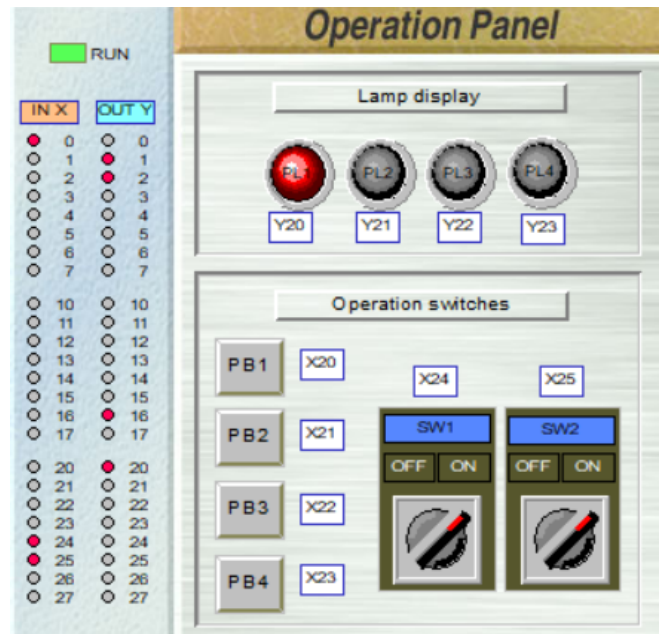 Operation Panel
RUN
IN X OUT Y
0 0
1 1
2 2
3 3
4 4
5 5
6 6
7 7
10 10
11 11
12 12
13 13
14 14
15 15
16 16
17 17
20 20
21 21
22 22
23 23
24 24
25 25
26 26
27 27
Lamp display
PL1 PL2 PL3 PL4
Y20 Y21 Y22 Y23
Operation switches
PB1 X20
PB2 X21
PB3 X22
PB4 X23
X24 X25
SW1 SW2
OFF ON OFF ON